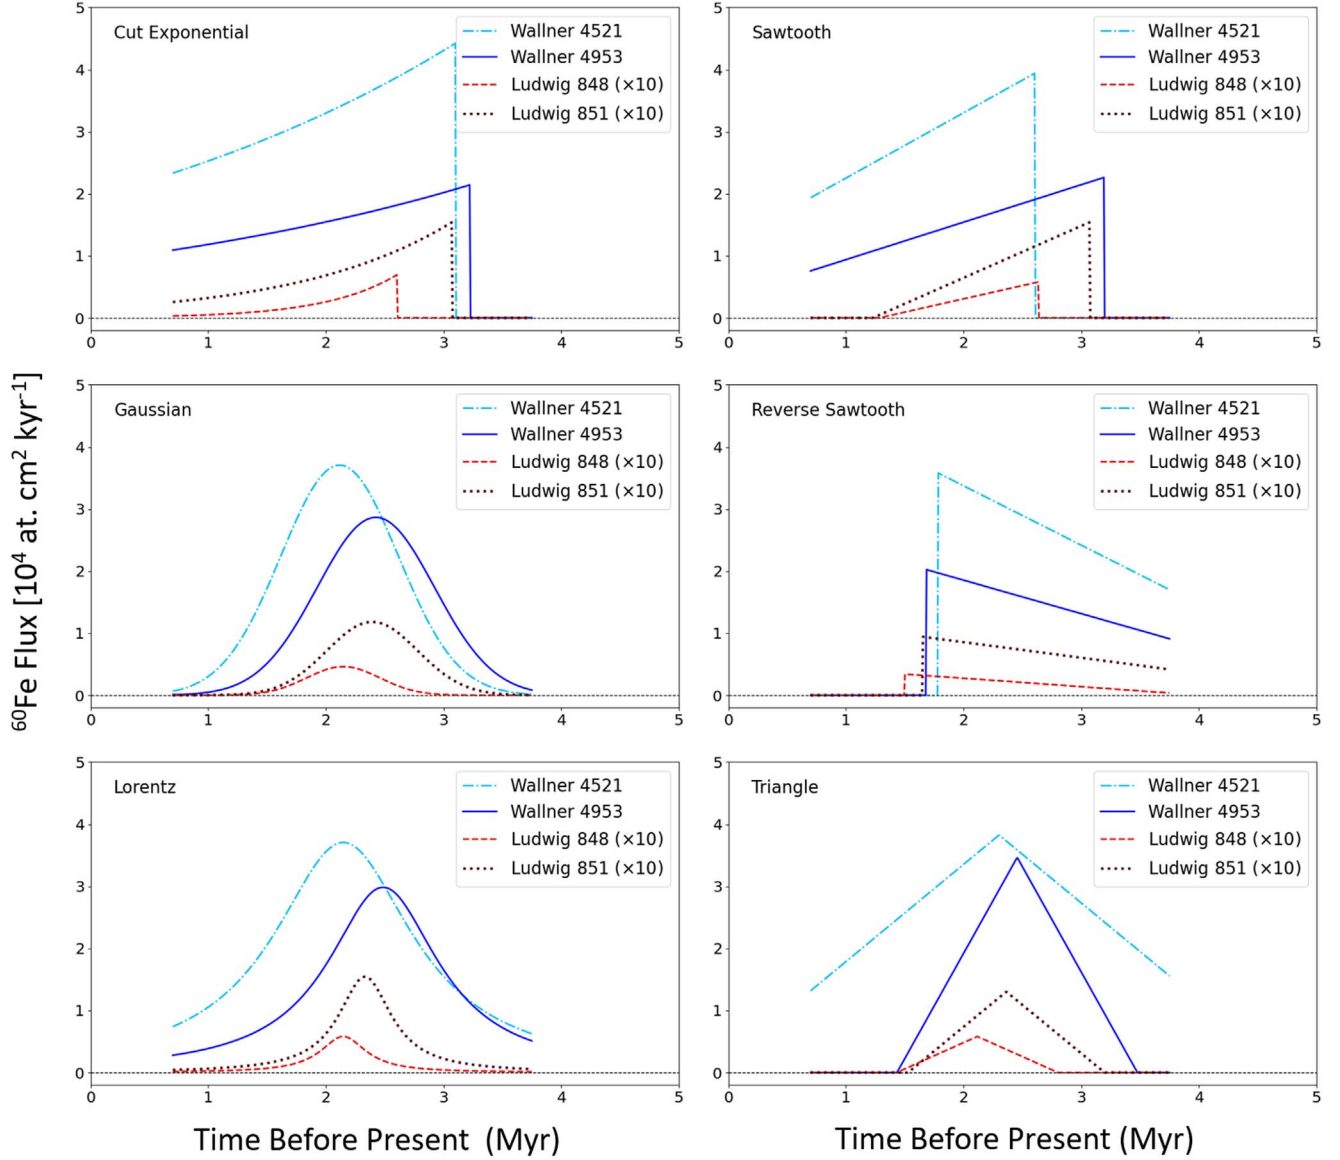 Cut Exponential
Wallner 4521
Wallner 4953
Ludwig 848 (×10)
Ludwig 851 (×10)
5
4
3
2
1
0
0 1 2 3 4 5
Sawtooth
Wallner 4521
Wallner 4953
Ludwig 848 (×10)
Ludwig 851 (×10)
5
4
3
2
1
0
0 1 2 3 4 5
⁶⁰Fe Flux [10⁴ at. cm² kyr⁻¹]
Gaussian
Wallner 4521
Wallner 4953
Ludwig 848 (×10)
Ludwig 851 (×10)
5
4
3
2
1
0
0 1 2 3 4 5
Reverse Sawtooth
Wallner 4521
Wallner 4953
Ludwig 848 (×10)
Ludwig 851 (×10)
5
4
3
2
1
0
0 1 2 3 4 5
Lorentz
Wallner 4521
Wallner 4953
Ludwig 848 (×10)
Ludwig 851 (×10)
5
4
3
2
1
0
0 1 2 3 4 5
Triangle
Wallner 4521
Wallner 4953
Ludwig 848 (×10)
Ludwig 851 (×10)
5
4
3
2
1
0
0 1 2 3 4 5
Time Before Present (Myr)
Time Before Present (Myr)